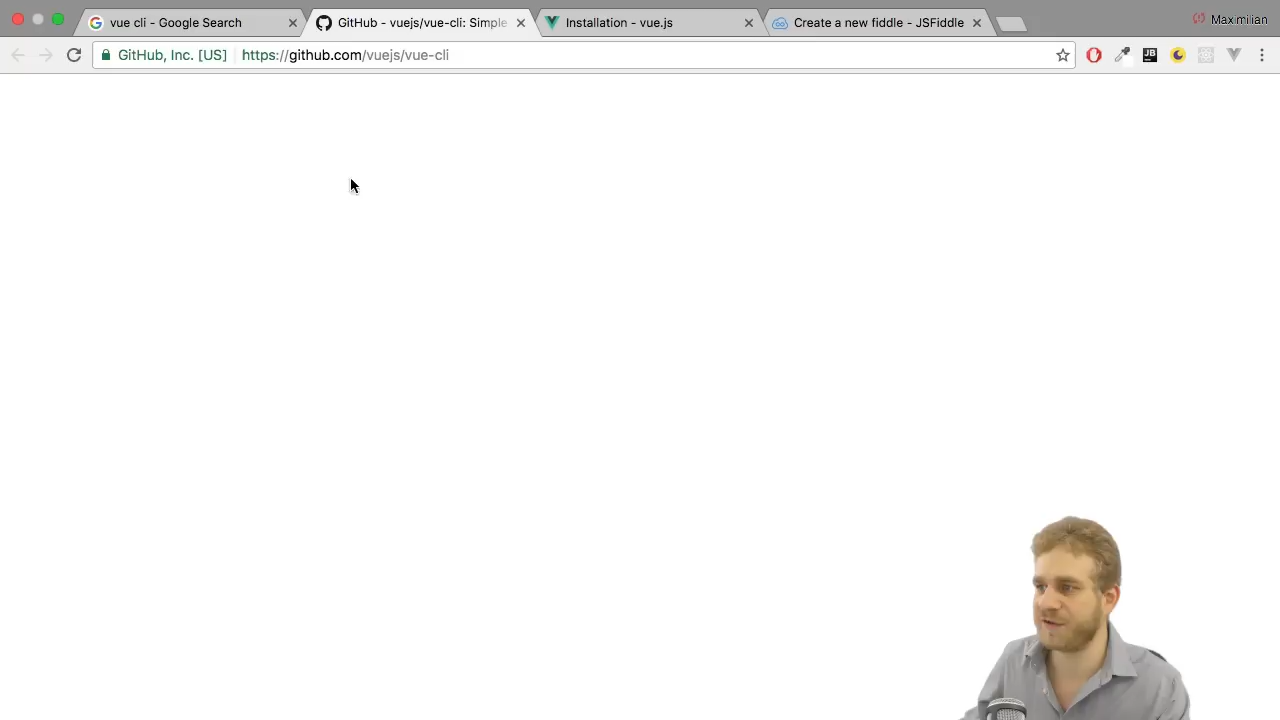 vue cli - Google Search
GitHub - vuejs/vue-cli: Simple
Installation - vue.js
Create a new fiddle - JSFiddle
Maximilian
GitHub, Inc. [US]
https://github.com/vuejs/vue-cli
JB